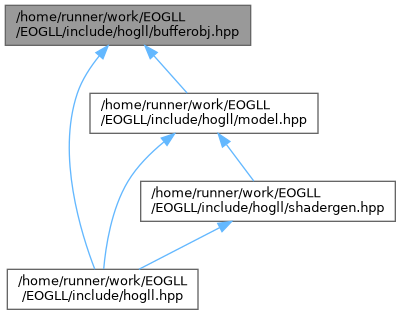 /home/runner/work/EOGLL
/EOGLL/include/hogll/bufferobj.hpp
/home/runner/work/EOGLL
/EOGLL/include/hogll/model.hpp
/home/runner/work/EOGLL
/EOGLL/include/hogll/shadergen.hpp
/home/runner/work/EOGLL
/EOGLL/include/hogll.hpp